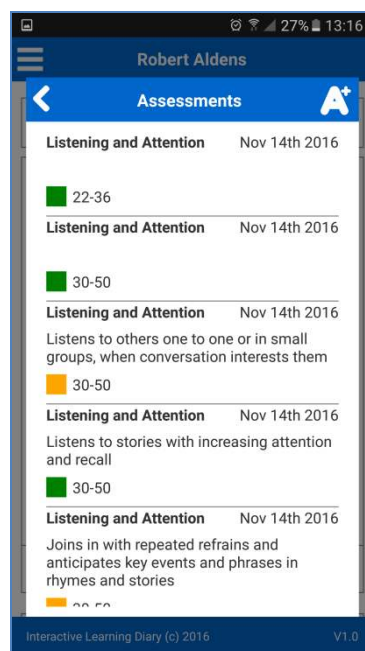 27% 13:16
Robert Aldens
Assessments A+
Listening and Attention Nov 14th 2016
22-36
Listening and Attention Nov 14th 2016
30-50
Listening and Attention Nov 14th 2016
Listens to others one to one or in small
groups, when conversation interests them
30-50
Listening and Attention Nov 14th 2016
Listens to stories with increasing attention
and recall
30-50
Listening and Attention Nov 14th 2016
Joins in with repeated refrains and
anticipates key events and phrases in
rhymes and stories
Interactive Learning Diary (c) 2016 V1.0